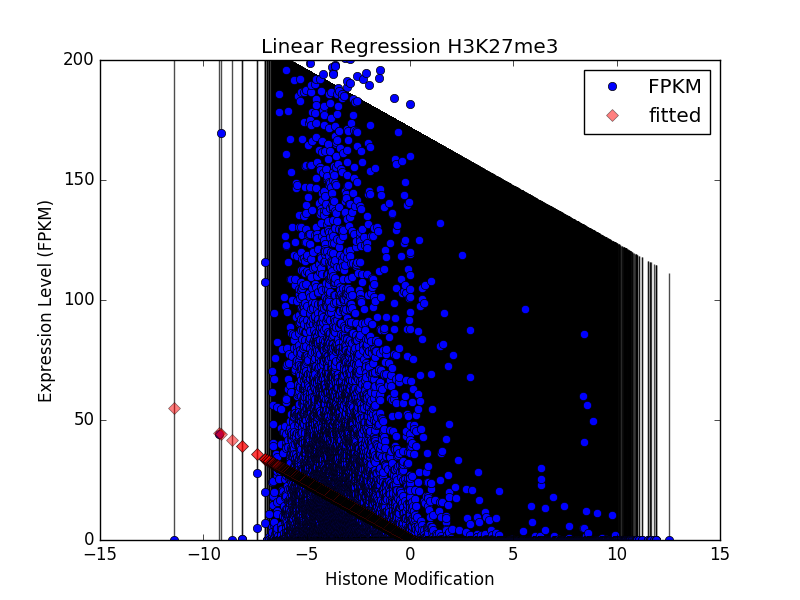 Linear Regression H3K27me3
200
150
100
50
0
Expression Level (FPKM)
FPKM
fitted
−15
−10
−5
0
5
10
15
Histone Modification